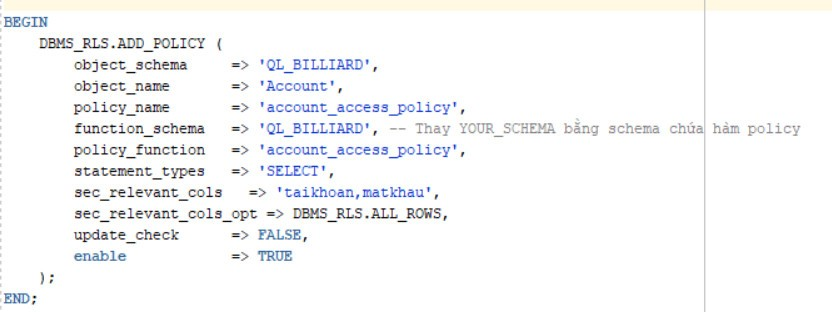 BEGIN
    DBMS_RLS.ADD_POLICY (
        object_schema     => 'QL_BILLIARD',
        object_name       => 'Account',
        policy_name       => 'account_access_policy',
        function_schema   => 'QL_BILLIARD', -- Thay YOUR_SCHEMA bằng schema chứa hàm policy
        policy_function   => 'account_access_policy',
        statement_types   => 'SELECT',
        sec_relevant_cols   => 'taikhoan,matkhau',
        sec_relevant_cols_opt => DBMS_RLS.ALL_ROWS,
        update_check      => FALSE,
        enable            => TRUE
    );
END;